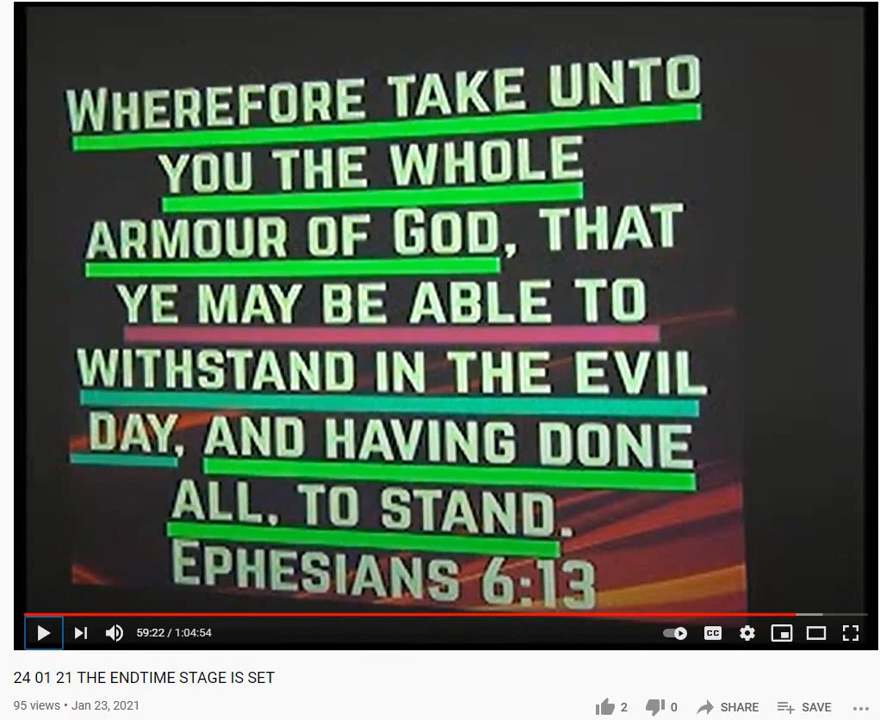 WHEREFORE TAKE UNTO
YOU THE WHOLE
ARMOUR OF GOD, THAT
YE MAY BE ABLE TO
WITHSTAND IN THE EVIL
DAY, AND HAVING DONE
ALL, TO STAND.
EPHESIANS 6:13
59:22 / 1:04:54
CC
24 01 21 THE ENDTIME STAGE IS SET
95 views • Jan 23, 2021
2
0
SHARE
SAVE